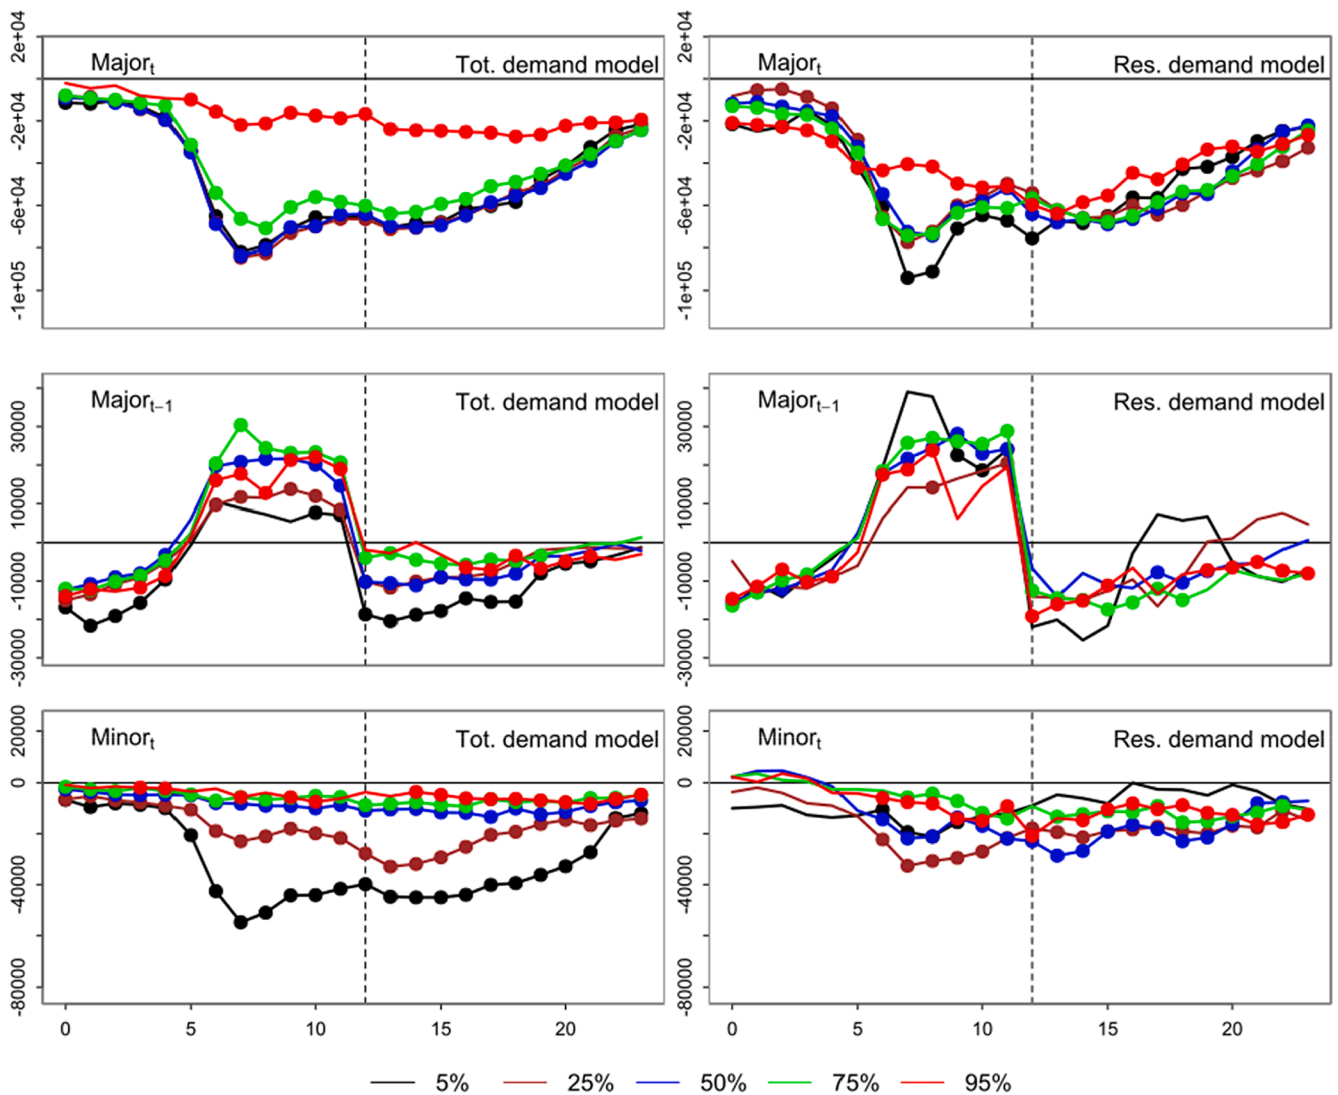 Major_t Tot. demand model
2e+04
-2e+04
-6e+04
-1e+05
Major_t Res. demand model
2e+04
-2e+04
-6e+04
-1e+05
Major_t−1 Tot. demand model
30000
10000
-10000
-30000
Major_t−1 Res. demand model
30000
10000
-10000
-30000
Minor_t Tot. demand model
20000
0
-40000
-80000
0 5 10 15 20
Minor_t Res. demand model
20000
0
-40000
-80000
0 5 10 15 20
5% 25% 50% 75% 95%